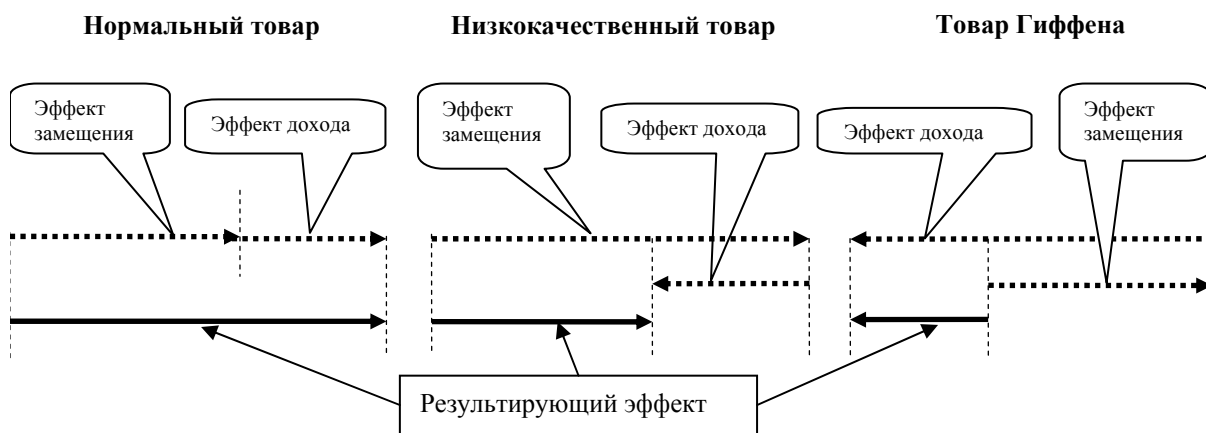 Нормальный товар
Низкокачественный товар
Товар Гиффена
Эффект
замещения
Эффект дохода
Эффект
замещения
Эффект дохода
Эффект дохода
Эффект
замещения
Результирующий эффект